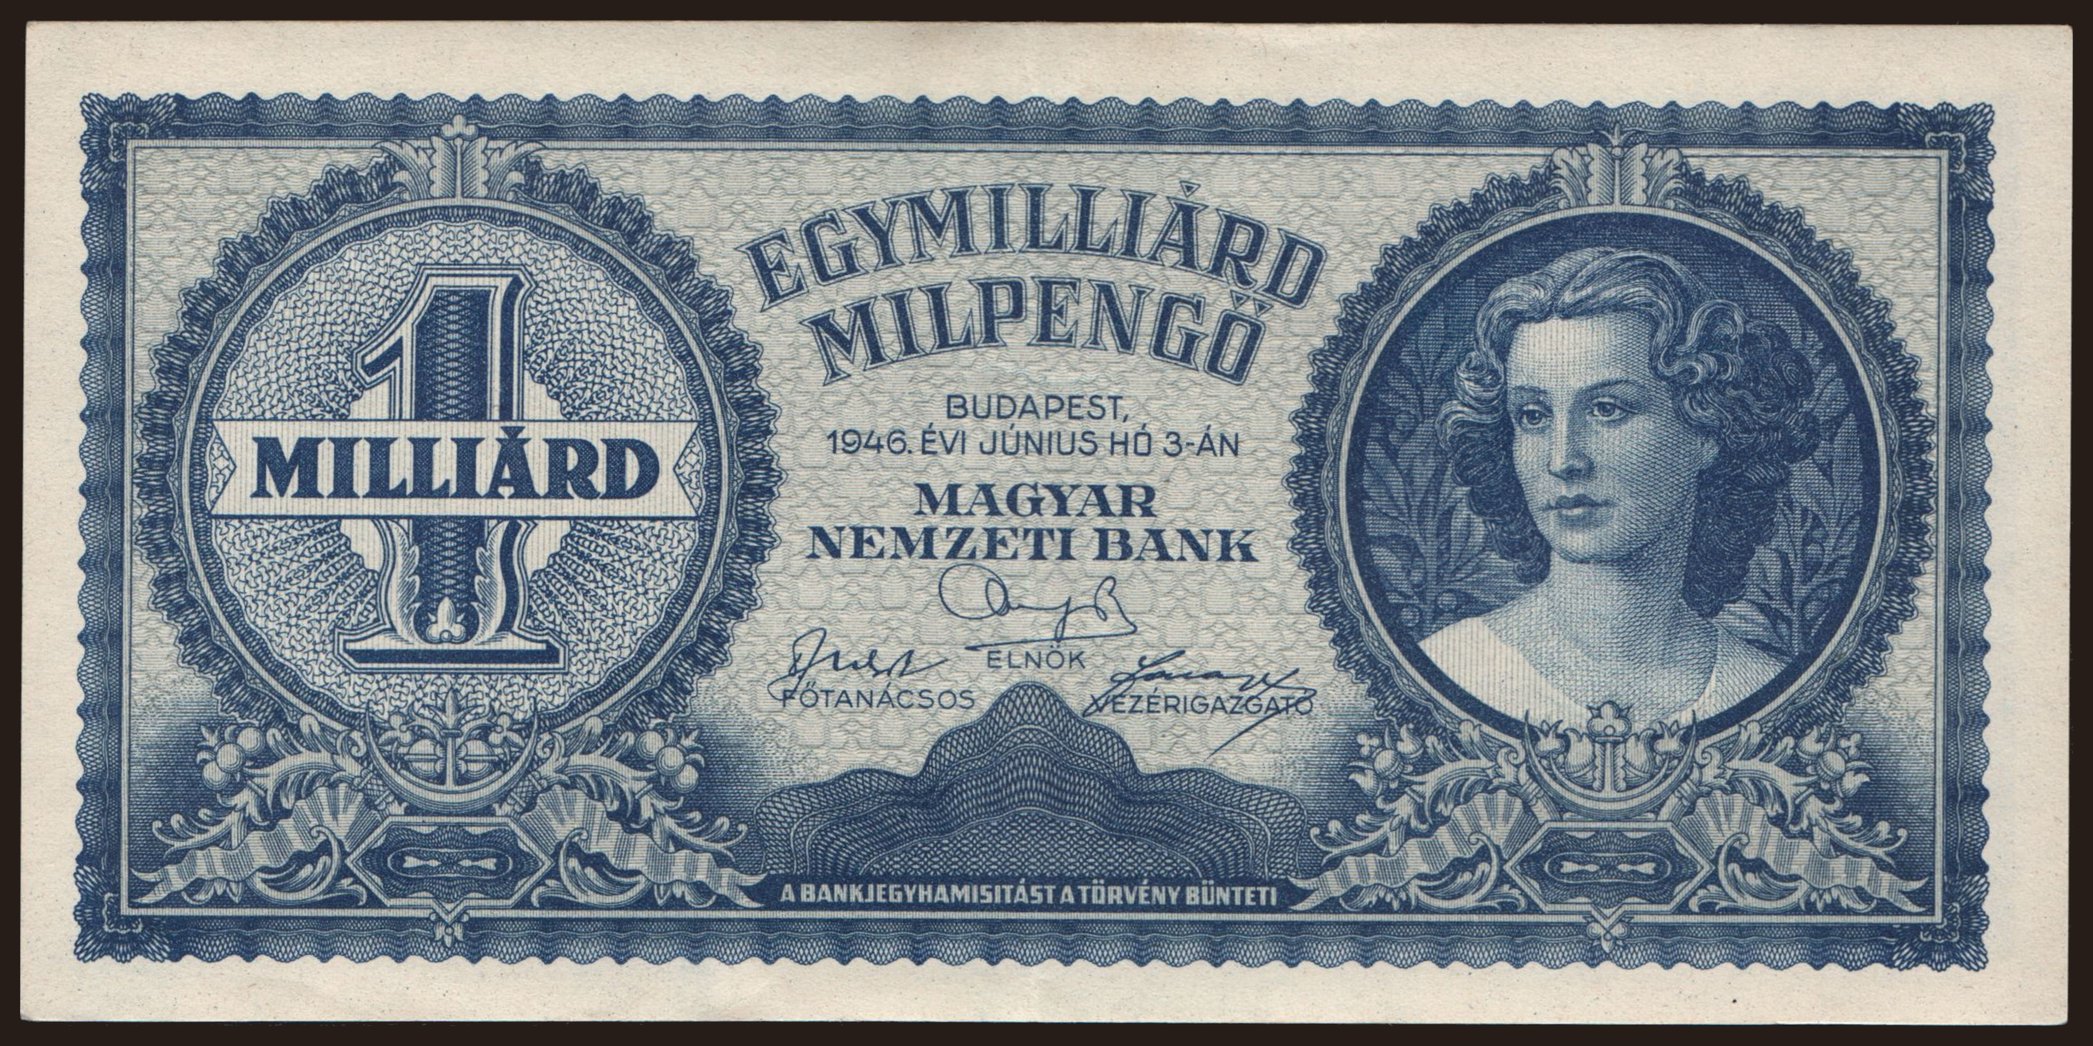 EGYMILLIÁRD
MILPENGŐ
1
MILLIÁRD
BUDAPEST,
1946. ÉVI JÚNIUS HÓ 3-ÁN
MAGYAR
NEMZETI BANK
ELNÖK
FŐTANÁCSOS
VEZÉRIGAZGATÓ
A BANKJEGYHAMISITÁST A TÖRVÉNY BÜNTETI